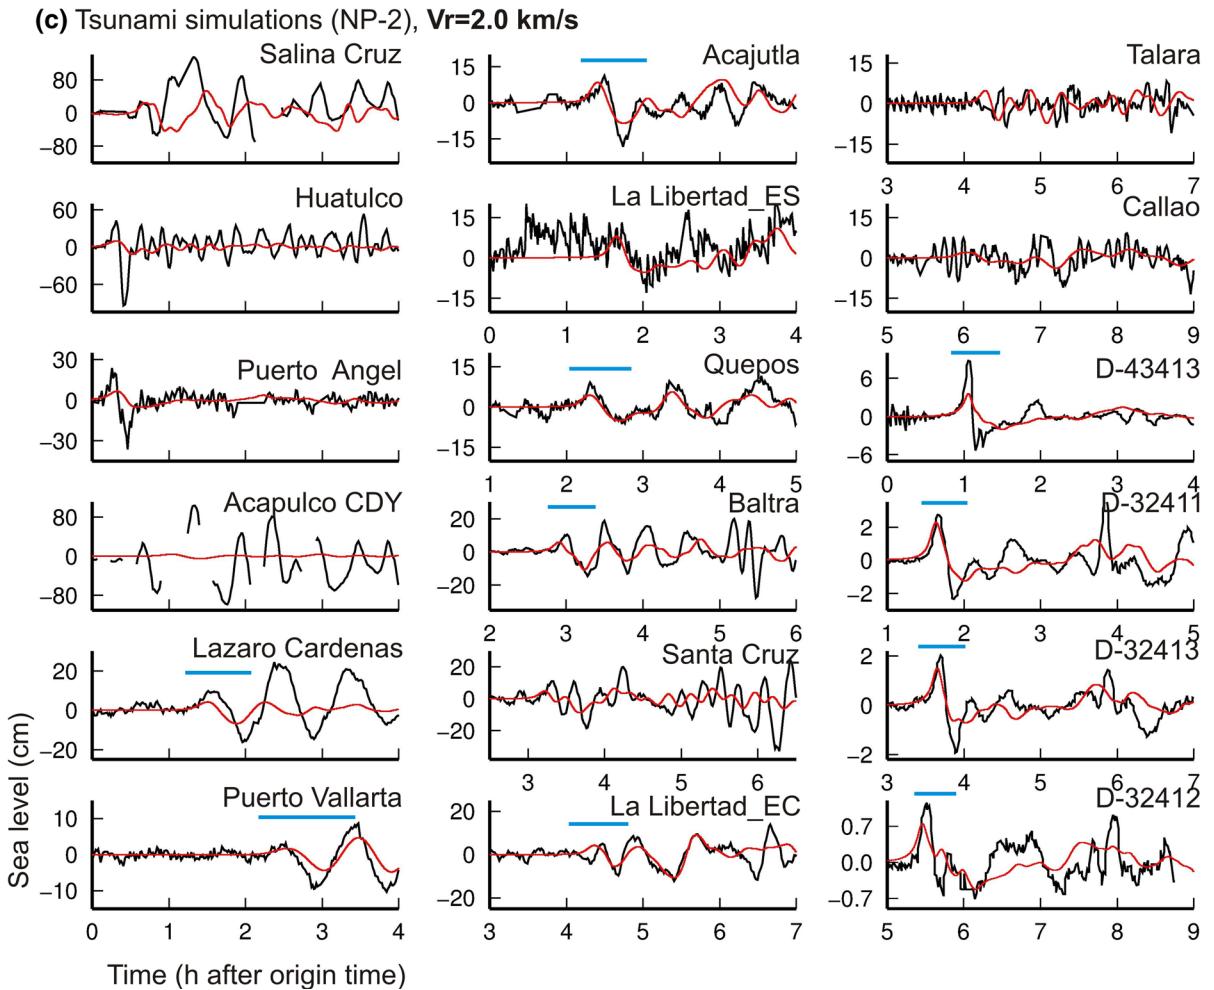 (c) Tsunami simulations (NP-2), Vr=2.0 km/s
Salina Cruz
80
0
−80
Huatulco
60
0
−60
Puerto Angel
30
0
−30
Acapulco CDY
80
0
−80
Lazaro Cardenas
20
0
−20
Puerto Vallarta
10
0
−10
0 1 2 3 4
Sea level (cm)
Time (h after origin time)
Acajutla
15
0
−15
0 1 2 3 4
La Libertad_ES
15
0
−15
0 1 2 3 4
Quepos
15
0
−15
1 2 3 4 5
Baltra
20
0
−20
2 3 4 5 6
Santa Cruz
20
0
−20
3 4 5 6
La Libertad_EC
20
0
−20
3 4 5 6 7
Talara
15
0
−15
3 4 5 6 7
Callao
15
0
−15
5 6 7 8 9
D-43413
6
0
−6
0 1 2 3 4
D-32411
2
0
−2
1 2 3 4 5
D-32413
2
0
−2
3 4 5 6 7
D-32412
0.7
0.0
−0.7
5 6 7 8 9